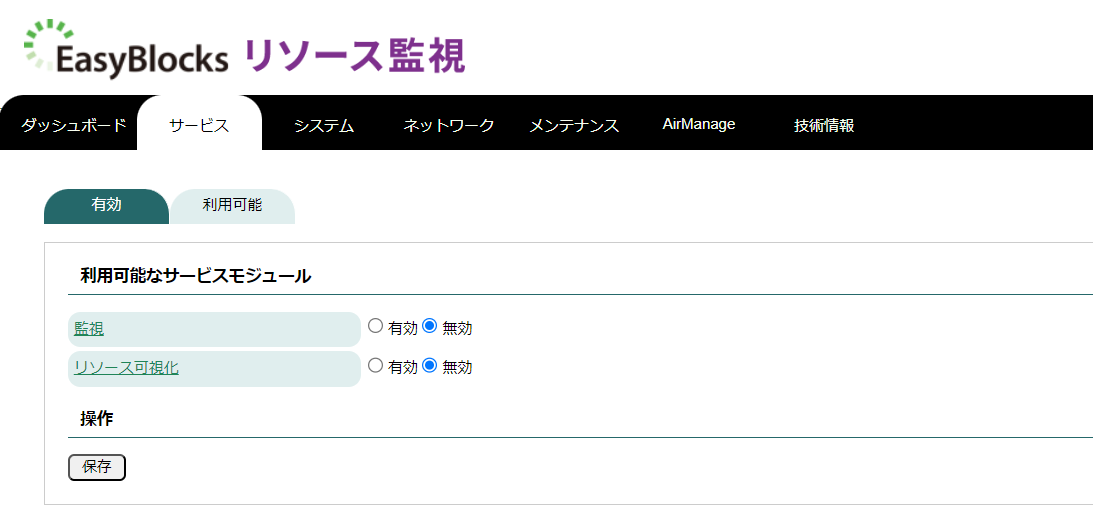 EasyBlocks リソース監視
ダッシュボード サービス システム ネットワーク メンテナンス AirManage 技術情報
有効 利用可能
利用可能なサービスモジュール
監視 有効 無効
リソース可視化 有効 無効
操作
保存